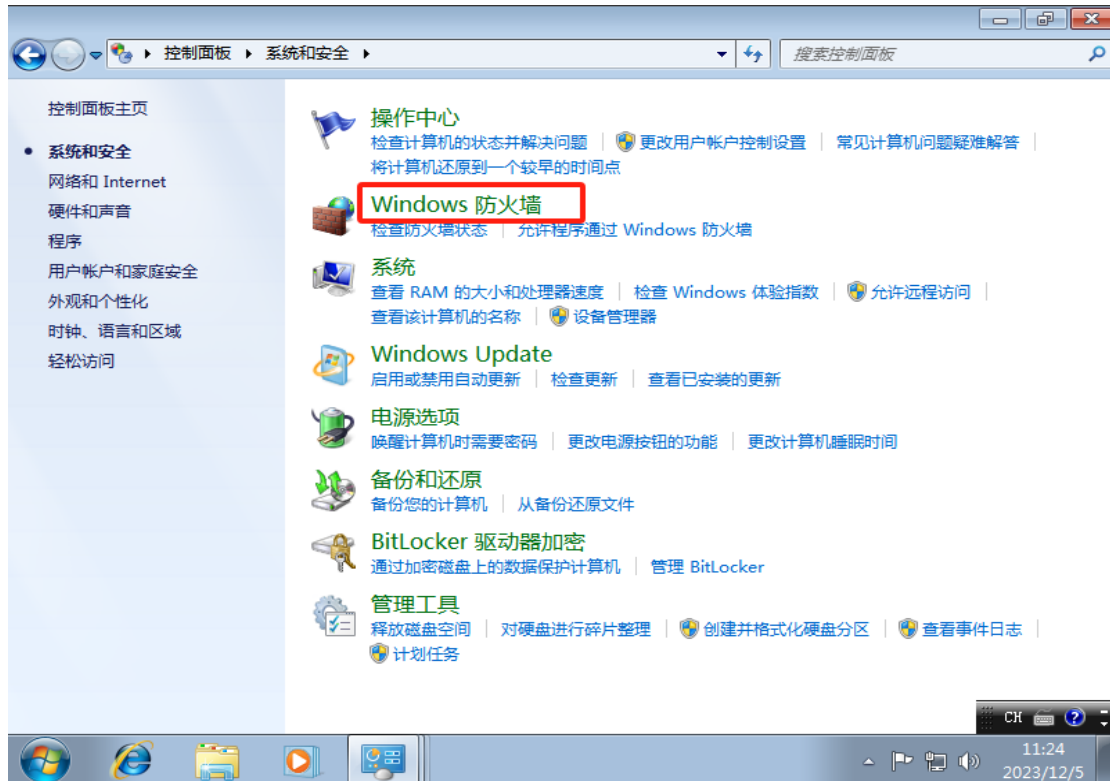 控制面板 系统和安全 搜索控制面板
控制面板主页
系统和安全
网络和 Internet
硬件和声音
程序
用户帐户和家庭安全
外观和个性化
时钟、语言和区域
轻松访问
操作中心
检查计算机的状态并解决问题 更改用户帐户控制设置 常见计算机问题疑难解答
将计算机还原到一个较早的时间点
Windows 防火墙
检查防火墙状态 允许程序通过 Windows 防火墙
系统
查看 RAM 的大小和处理器速度 检查 Windows 体验指数 允许远程访问
查看该计算机的名称 设备管理器
Windows Update
启用或禁用自动更新 检查更新 查看已安装的更新
电源选项
唤醒计算机时需要密码 更改电源按钮的功能 更改计算机睡眠时间
备份和还原
备份您的计算机 从备份还原文件
BitLocker 驱动器加密
通过加密磁盘上的数据保护计算机 管理 BitLocker
管理工具
释放磁盘空间 对硬盘进行碎片整理 创建并格式化硬盘分区 查看事件日志
计划任务
CH
11:24
2023/12/5